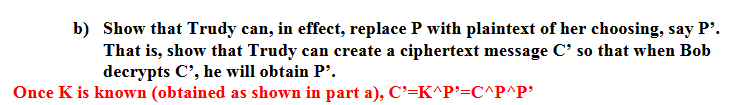 b) Show that Trudy can, in effect, replace P with plaintext of her choosing, say P’.
That is, show that Trudy can create a ciphertext message C’ so that when Bob
decrypts C’, he will obtain P’.
Once K is known (obtained as shown in part a), C’=K^P’=C^P^P’